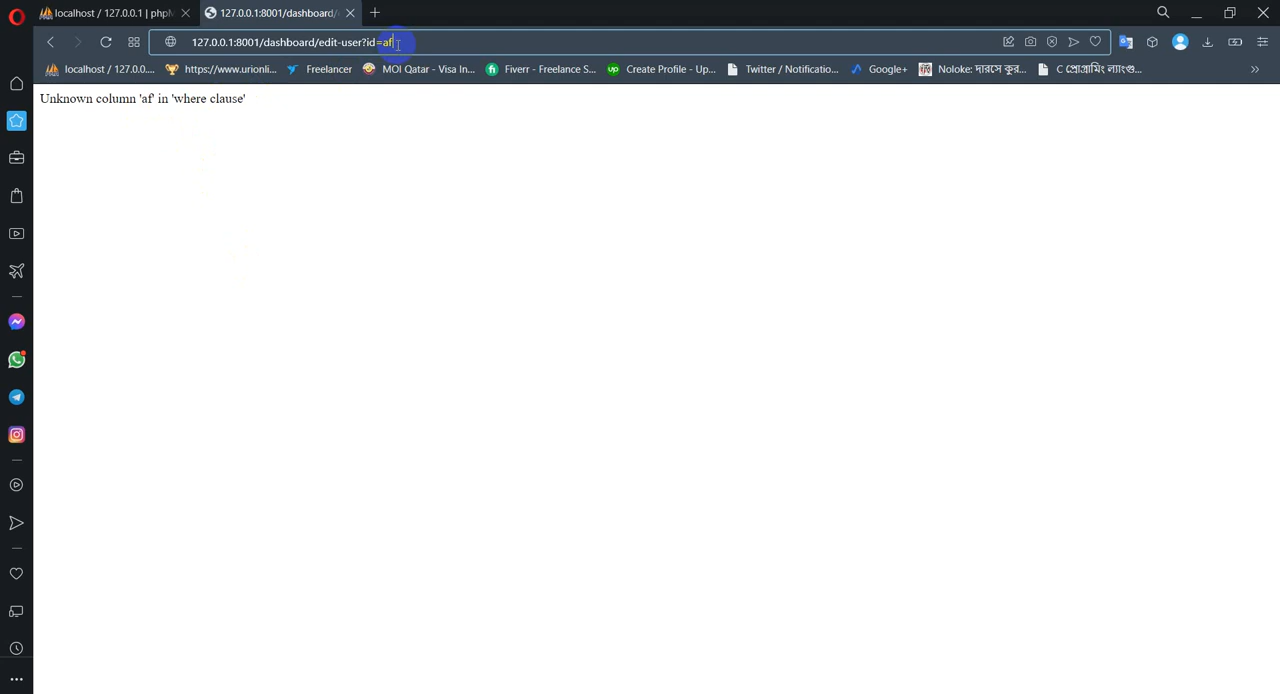 localhost / 127.0.0.1 | phpM
127.0.0.1:8001/dashboard/
127.0.0.1:8001/dashboard/edit-user?id=af
localhost / 127.0.0....
https://www.urionli...
Freelancer
MOI Qatar - Visa In...
Fiverr - Freelance S...
Create Profile - Up...
Twitter / Notificatio...
Google+
Noloke: দারসে কুর...
C প্রোগ্রামিং ল্যাংগু...
Unknown column 'af' in 'where clause'